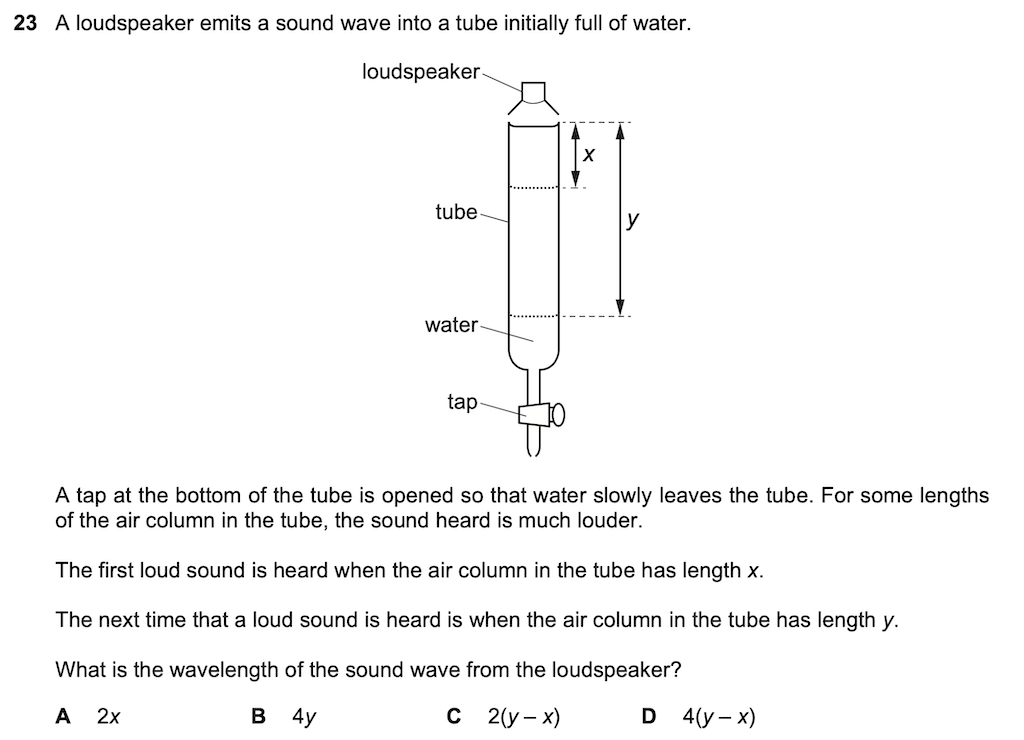 23 A loudspeaker emits a sound wave into a tube initially full of water.
loudspeaker
x
tube
y
water
tap
A tap at the bottom of the tube is opened so that water slowly leaves the tube. For some lengths
of the air column in the tube, the sound heard is much louder.
The first loud sound is heard when the air column in the tube has length x.
The next time that a loud sound is heard is when the air column in the tube has length y.
What is the wavelength of the sound wave from the loudspeaker?
A 2x B 4y C 2(y – x) D 4(y – x)